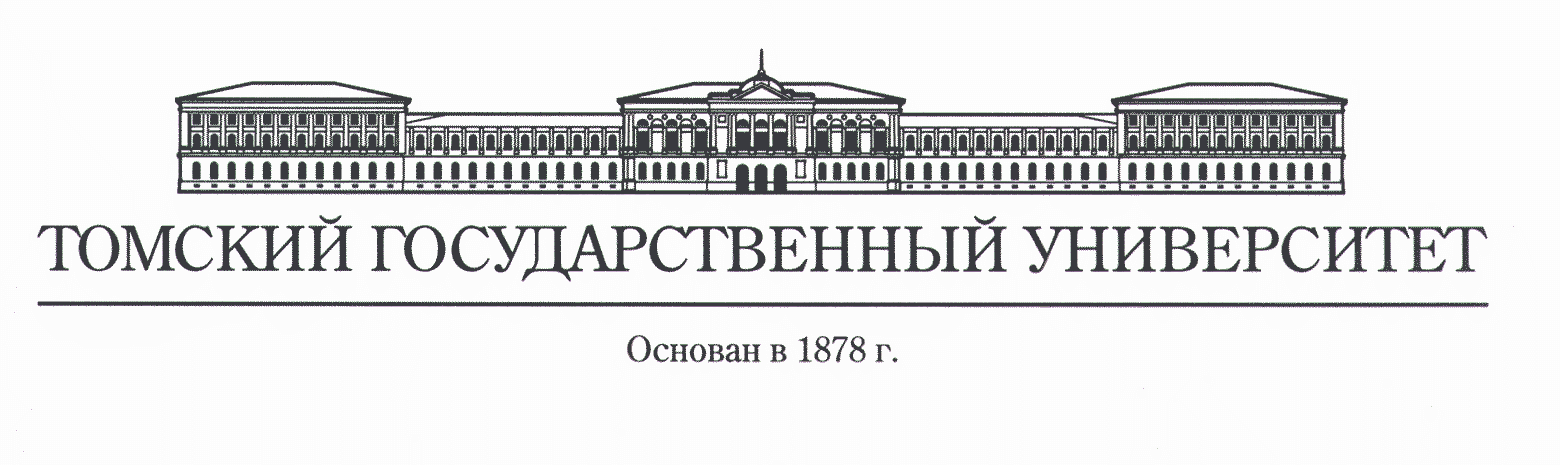 ТОМСКИЙ ГОСУДАРСТВЕННЫЙ УНИВЕРСИТЕТ
Основан в 1878 г.